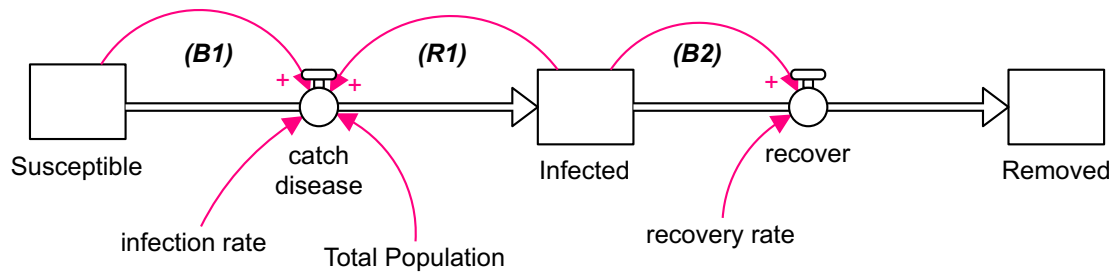 (B1)
(R1)
(B2)
+
+
+
Susceptible
catch
disease
Infected
recover
Removed
infection rate
Total Population
recovery rate